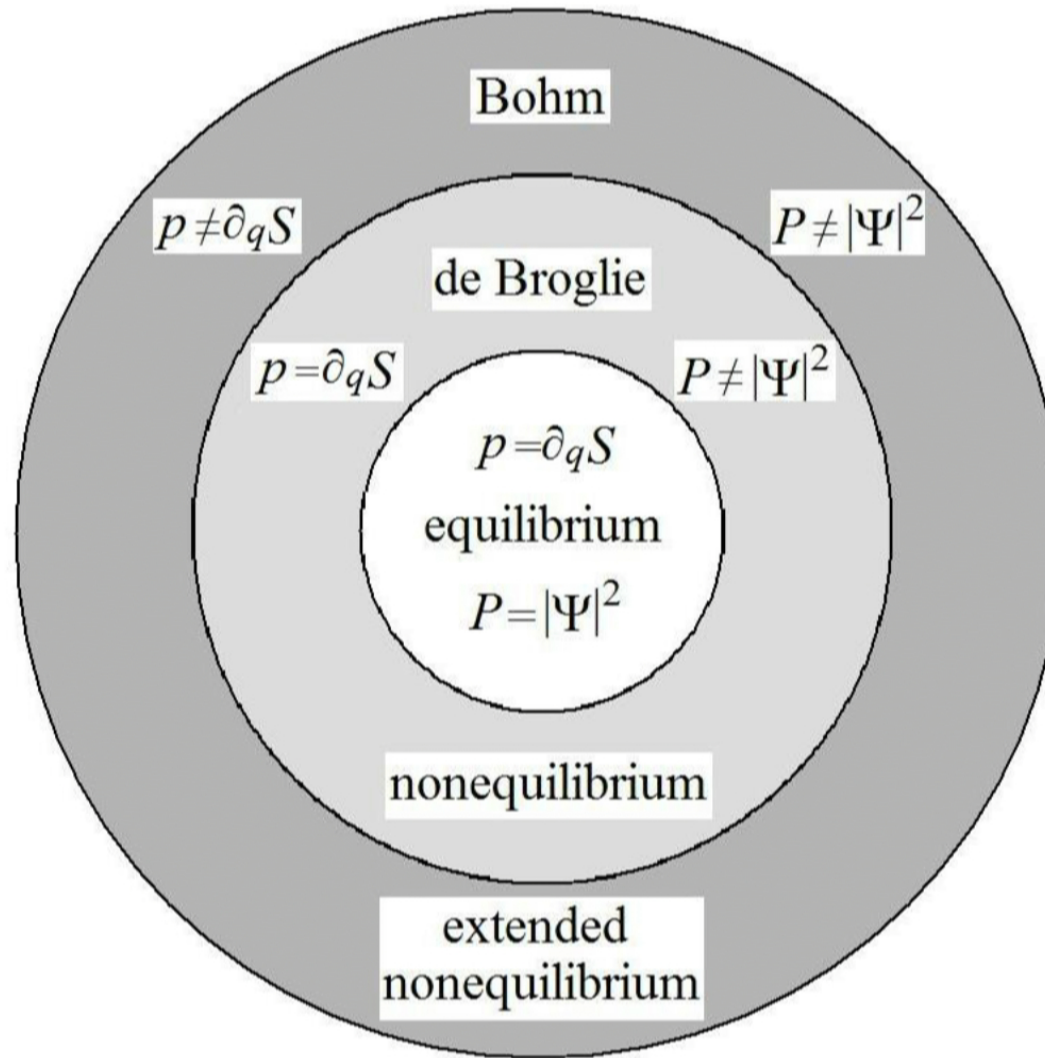 Bohm
p≠∂qS
P≠|Ψ|²
de Broglie
p=∂qS
P≠|Ψ|²
p=∂qS
equilibrium
P=|Ψ|²
nonequilibrium
extended
nonequilibrium